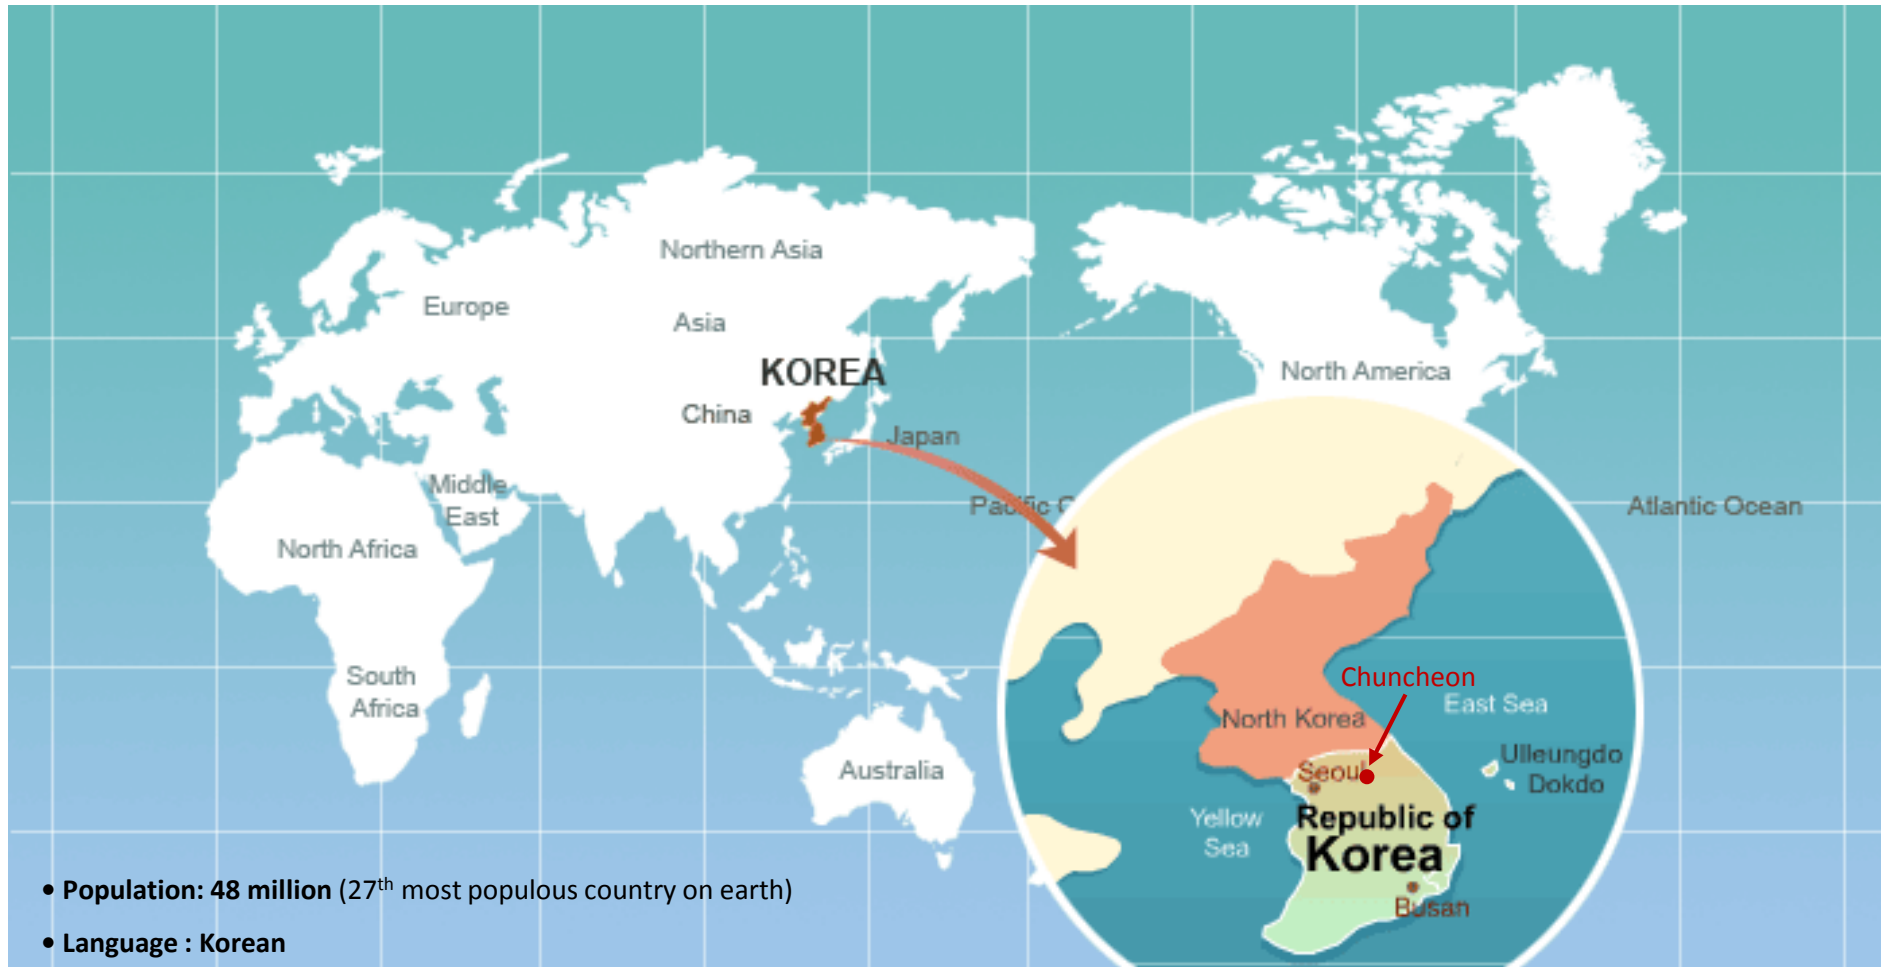 Northern Asia
Europe
Asia
KOREA
North America
China
Japan
Middle
East
Pacific
Atlantic Ocean
North Africa
South
Africa
Chuncheon
East Sea
North Korea
Ulleungdo
Dokdo
Australia
Seoul
Yellow
Sea
Republic of
Korea
Busan
• Population: 48 million (27th most populous country on earth)
• Language : Korean